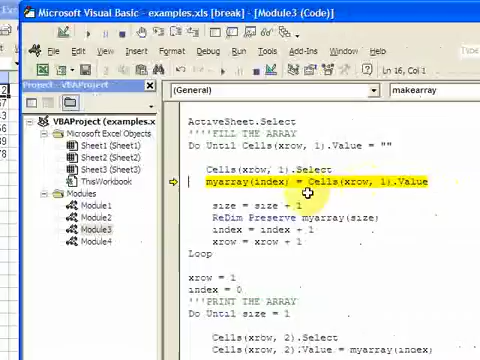 Microsoft Visual Basic - examples.xls [break] - [Module3 (Code)]
File Edit View Insert Format Debug Run Tools Add-Ins Window Help Type
Ln 16, Col 1
Project - VBAProject
(General) makearray
VBAProject (examples.x
Microsoft Excel Objects
Sheet1 (Sheet1)
Sheet2 (Sheet2)
Sheet3 (Sheet3)
ThisWorkbook
Modules
Module1
Module2
Module3
Module4
ActiveSheet.Select
''''FILL THE ARRAY
Do Until Cells(xrow, 1).Value = ""
Cells(xrow, 1).Select
myarray(index) = Cells(xrow, 1).Value
size = size + 1
ReDim Preserve myarray(size)
index = index + 1
xrow = xrow + 1
Loop
xrow = 1
index = 0
'''''PRINT THE ARRAY
Do Until size = 1
Cells(xrow, 2).Select
Cells(xrow, 2).Value = myarray(index)